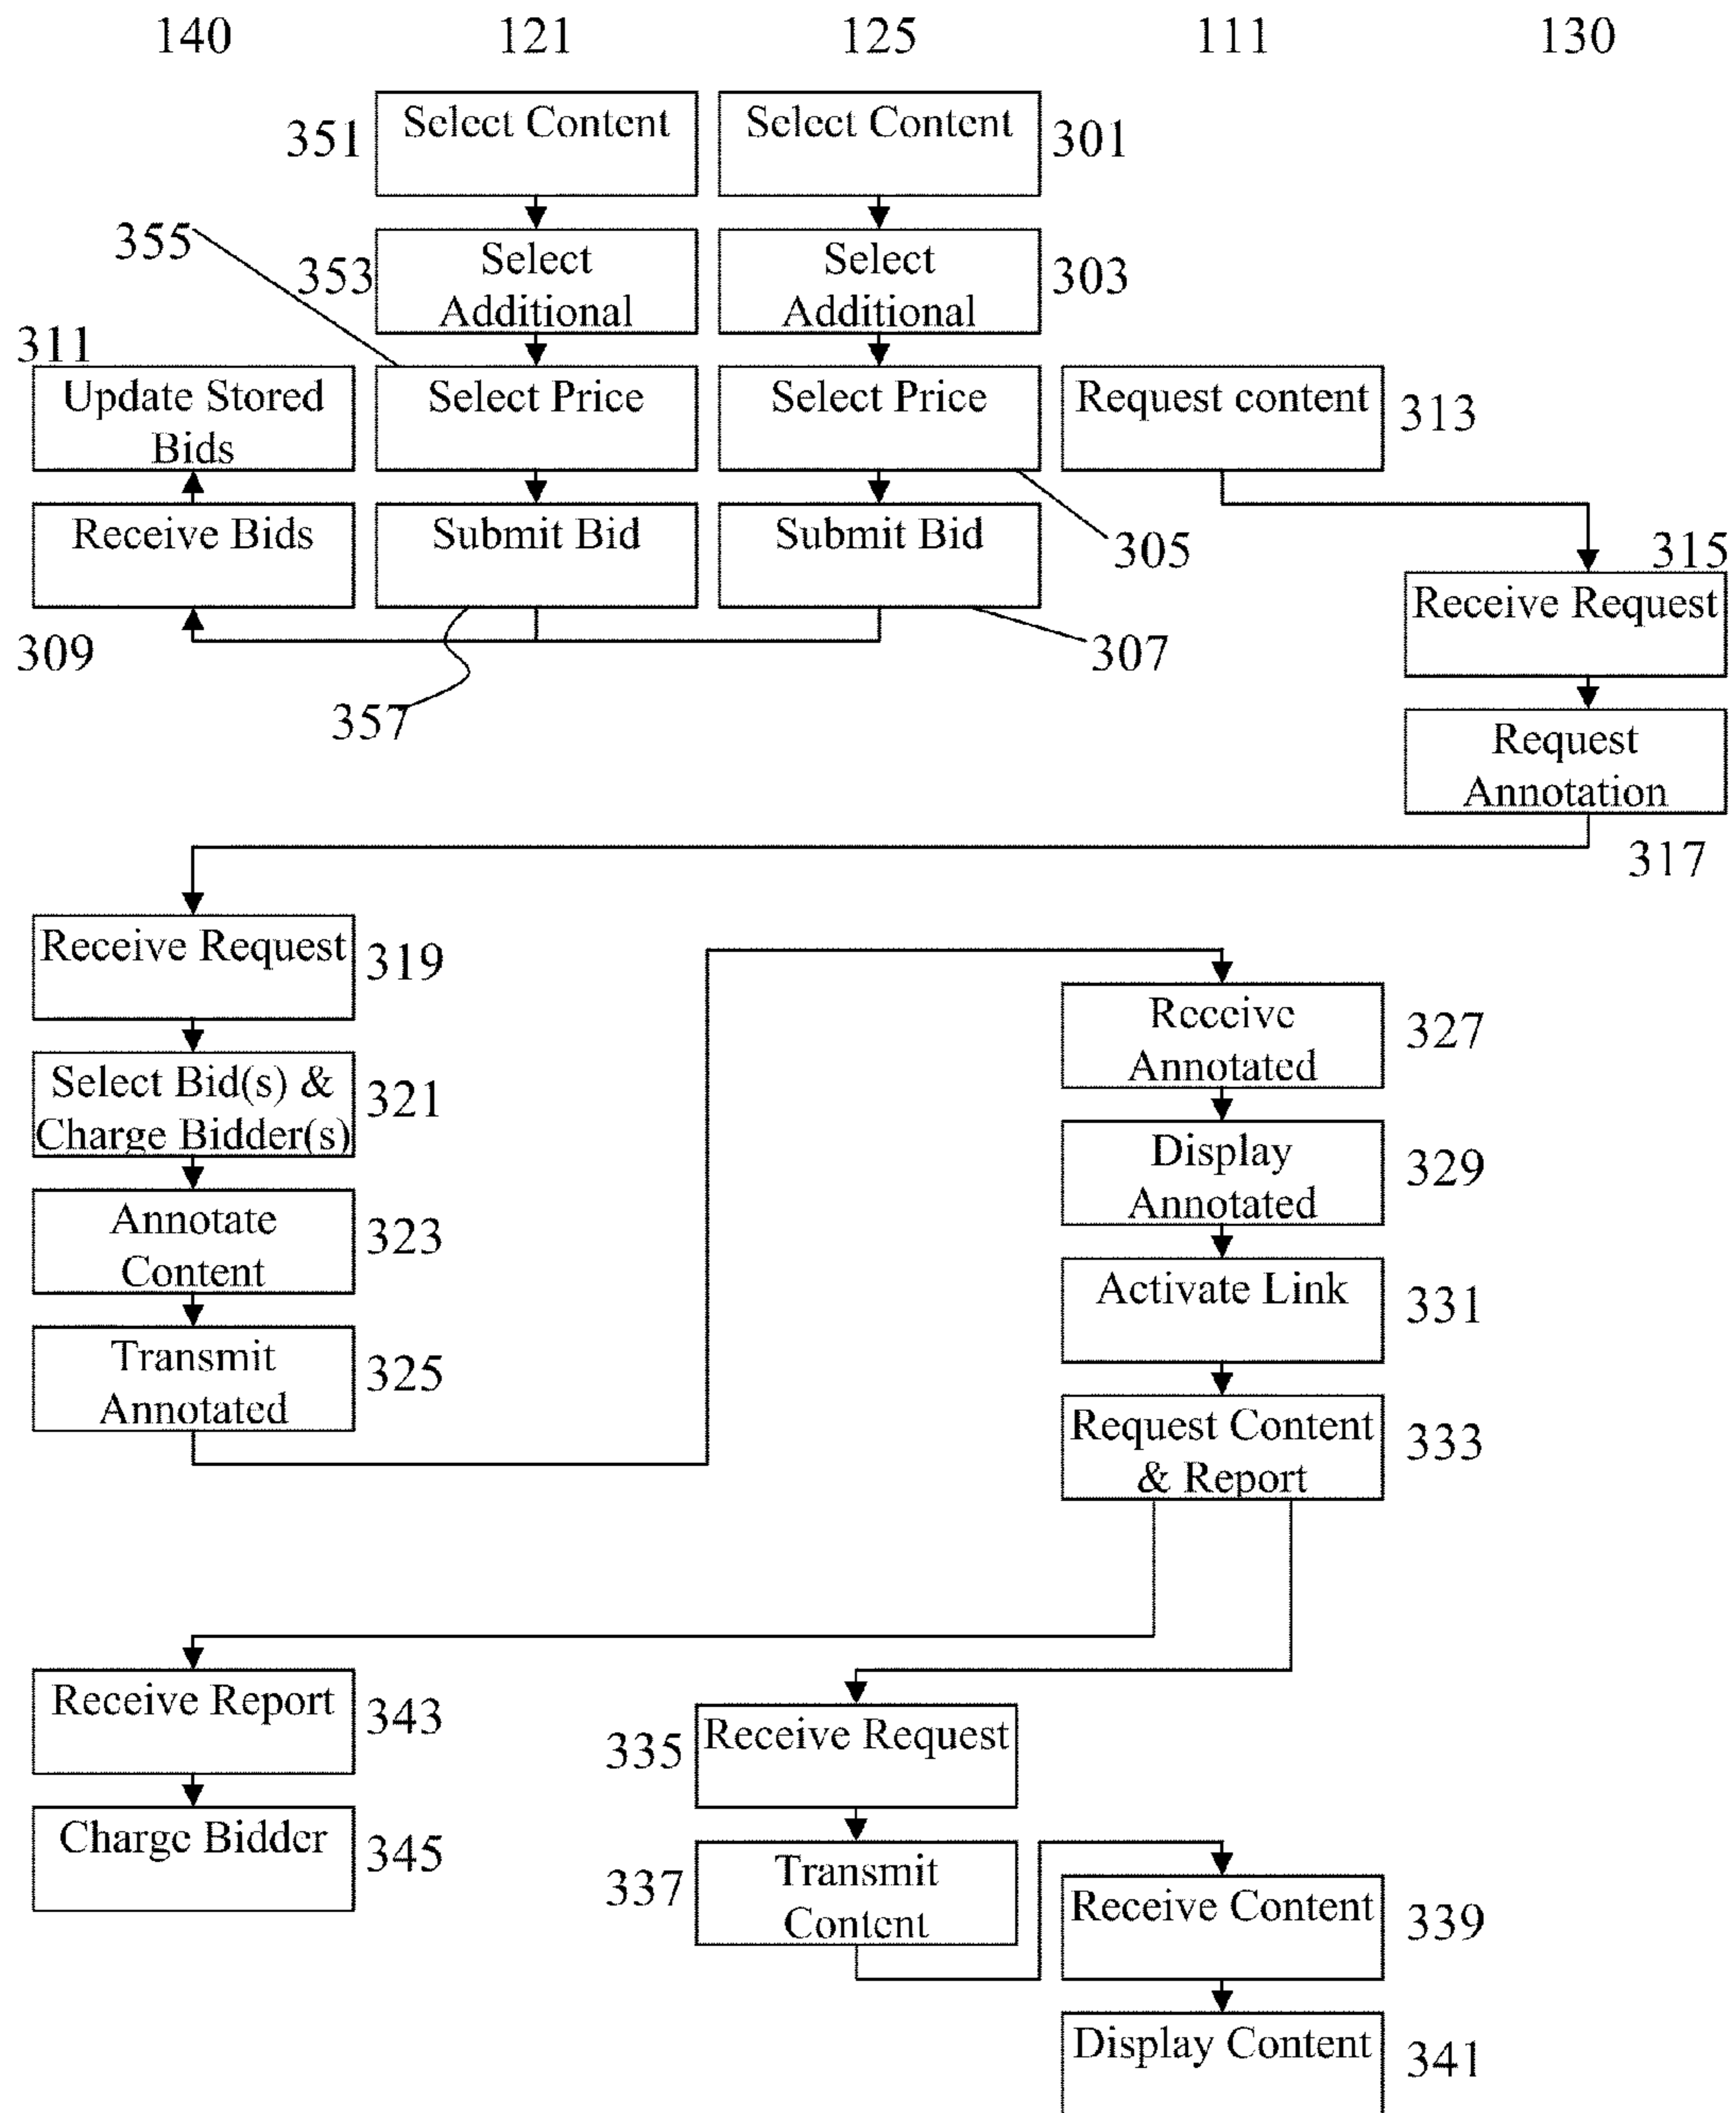 140 121 125 111 130
351 Select Content Select Content 301
355 353 Select Additional Select Additional 303
311
Update Stored Bids Select Price Select Price Request content 313
Receive Bids Submit Bid Submit Bid 305 315
309 357 307 Receive Request
Request Annotation
317
Receive Request 319
Receive Annotated 327
Select Bid(s) & Charge Bidder(s) 321
Display Annotated 329
Annotate Content 323
Activate Link 331
Transmit Annotated 325
Request Content & Report 333
Receive Report 343
335 Receive Request
Charge Bidder 345
337 Transmit Content
Receive Content 339
Display Content 341